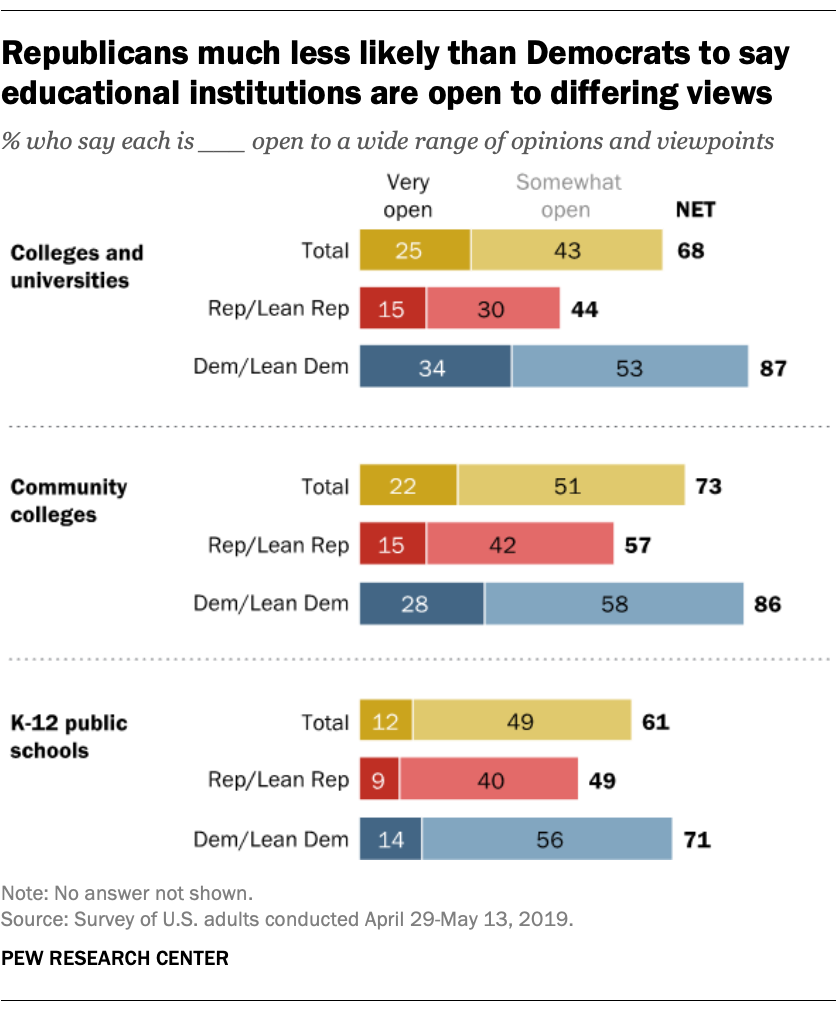 Republicans much less likely than Democrats to say
educational institutions are open to differing views
% who say each is ____ open to a wide range of opinions and viewpoints
Very
open
Somewhat
open
NET
Colleges and
universities
Total 25 43 68
Rep/Lean Rep 15 30 44
Dem/Lean Dem 34 53 87
Community
colleges
Total 22 51 73
Rep/Lean Rep 15 42 57
Dem/Lean Dem 28 58 86
K-12 public
schools
Total 12 49 61
Rep/Lean Rep 9 40 49
Dem/Lean Dem 14 56 71
Note: No answer not shown.
Source: Survey of U.S. adults conducted April 29-May 13, 2019.
PEW RESEARCH CENTER